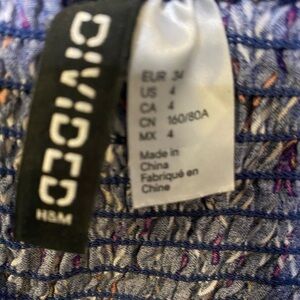 DIVIDED
H&M
EUR 34
US 4
CA 4
CN 160/80A
MX 4
Made in
China
Fabriqué en
Chine